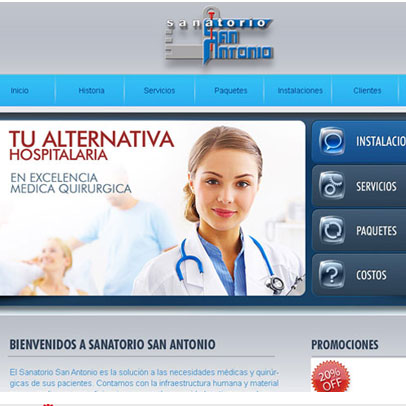 sanatorio
SAN
ANTONIO
Inicio
Historia
Servicios
Paquetes
Instalaciones
Clientes
TU ALTERNATIVA
HOSPITALARIA
EN EXCELENCIA
MEDICA QUIRURGICA
INSTALACIO
SERVICIOS
PAQUETES
COSTOS
BIENVENIDOS A SANATORIO SAN ANTONIO
El Sanatorio San Antonio es la solución a las necesidades médicas y quirúr-
gicas de sus pacientes. Contamos con la infraestructura humana y material
PROMOCIONES
20%
OFF